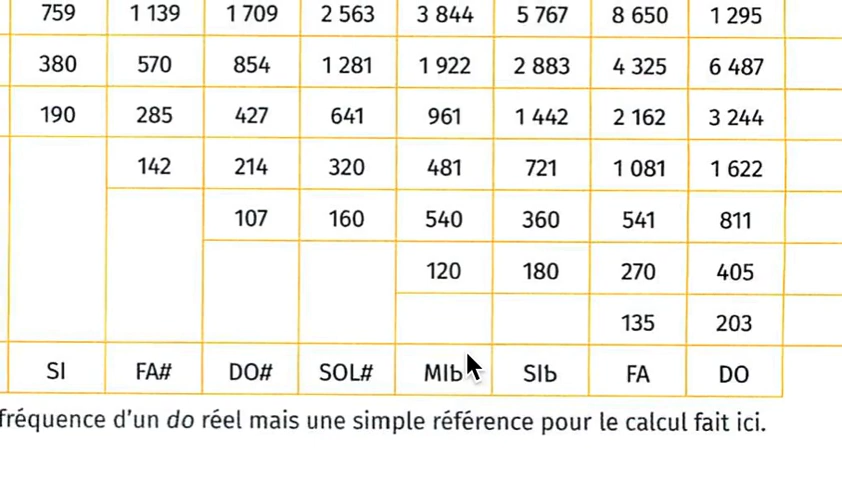 759 1 139 1 709 2 563 3 844 5 767 8 650 1 295
380 570 854 1 281 1 922 2 883 4 325 6 487
190 285 427 641 961 1 442 2 162 3 244
142 214 320 481 721 1 081 1 622
107 160 540 360 541 811
120 180 270 405
135 203
SI FA# DO# SOL# MIb SIb FA DO
fréquence d'un do réel mais une simple référence pour le calcul fait ici.